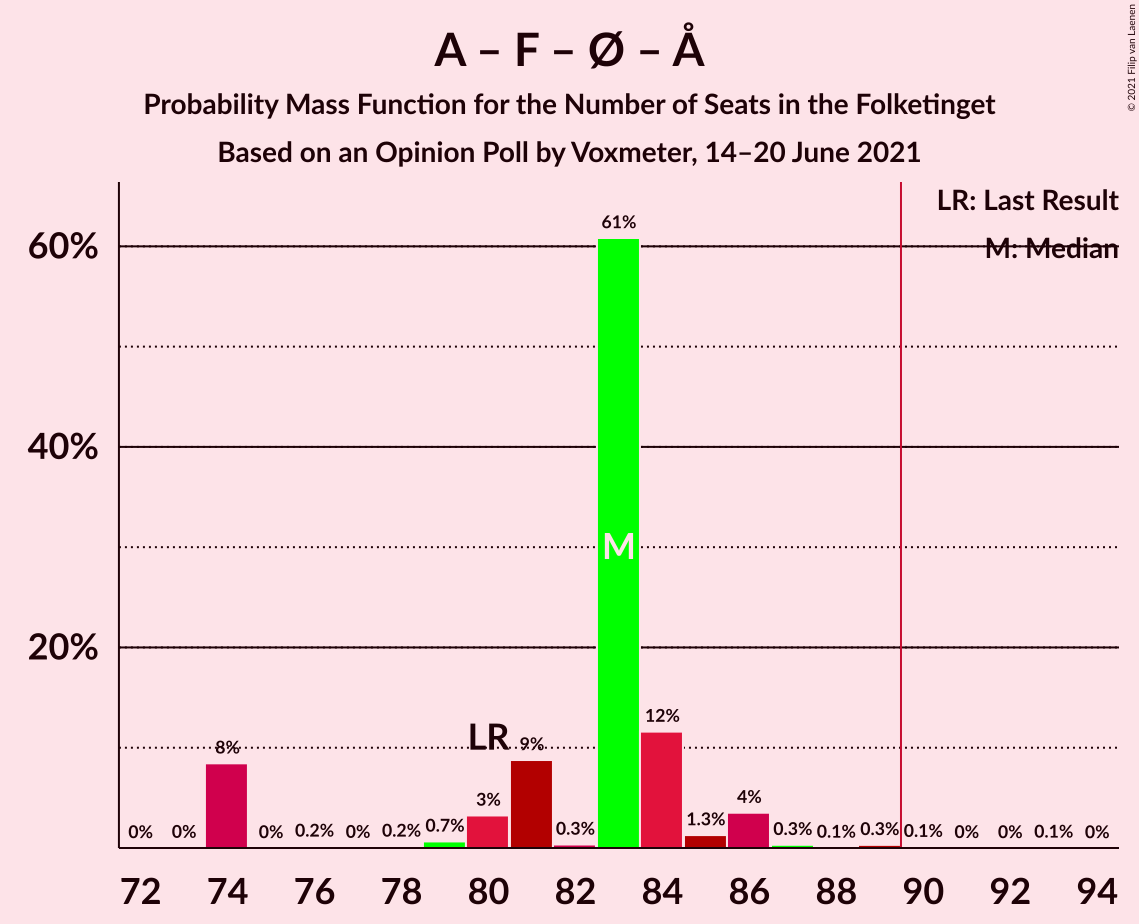 A – F – Ø – Å
Probability Mass Function for the Number of Seats in the Folketinget
Based on an Opinion Poll by Voxmeter, 14–20 June 2021
© 2021 Filip van Laenen
LR: Last Result
M: Median
60%
40%
20%
61%
M
LR
0% 0% 8% 0% 0.2% 0% 0.2% 0.7% 3% 9% 0.3% 12% 1.3% 4% 0.3% 0.1% 0.3% 0.1% 0% 0% 0.1% 0%
72 74 76 78 80 82 84 86 88 90 92 94